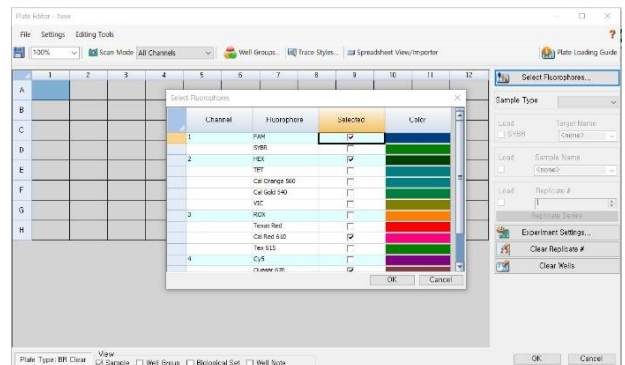 Plate Editor - New
File Settings Editing Tools
?
100% Scan Mode All Channels Well Groups... Trace Styles... Spreadsheet View/Importer Plate Loading Guide
1 2 3 4 5 6 7 8 9 10 11 12
A
B
C
D
E
F
G
H
Select Fluorophores
Channel Fluorophore Selected Color
1 FAM
SYBR
2 HEX
TET
Cal Orange 560
Cal Gold 540
VIC
3 ROX
Texas Red
Cal Red 610
Tex 615
4 Cy5
Quasar 670
OK Cancel
Select Fluorophores...
Sample Type
Load Target Name
SYBR <none>
Load Sample Name
<none>
Load Replicate #
1
Replicate Series
Experiment Settings...
Clear Replicate #
Clear Wells
Plate Type: BR Clear
View
Sample Well Group Biological Set Well Note
OK Cancel